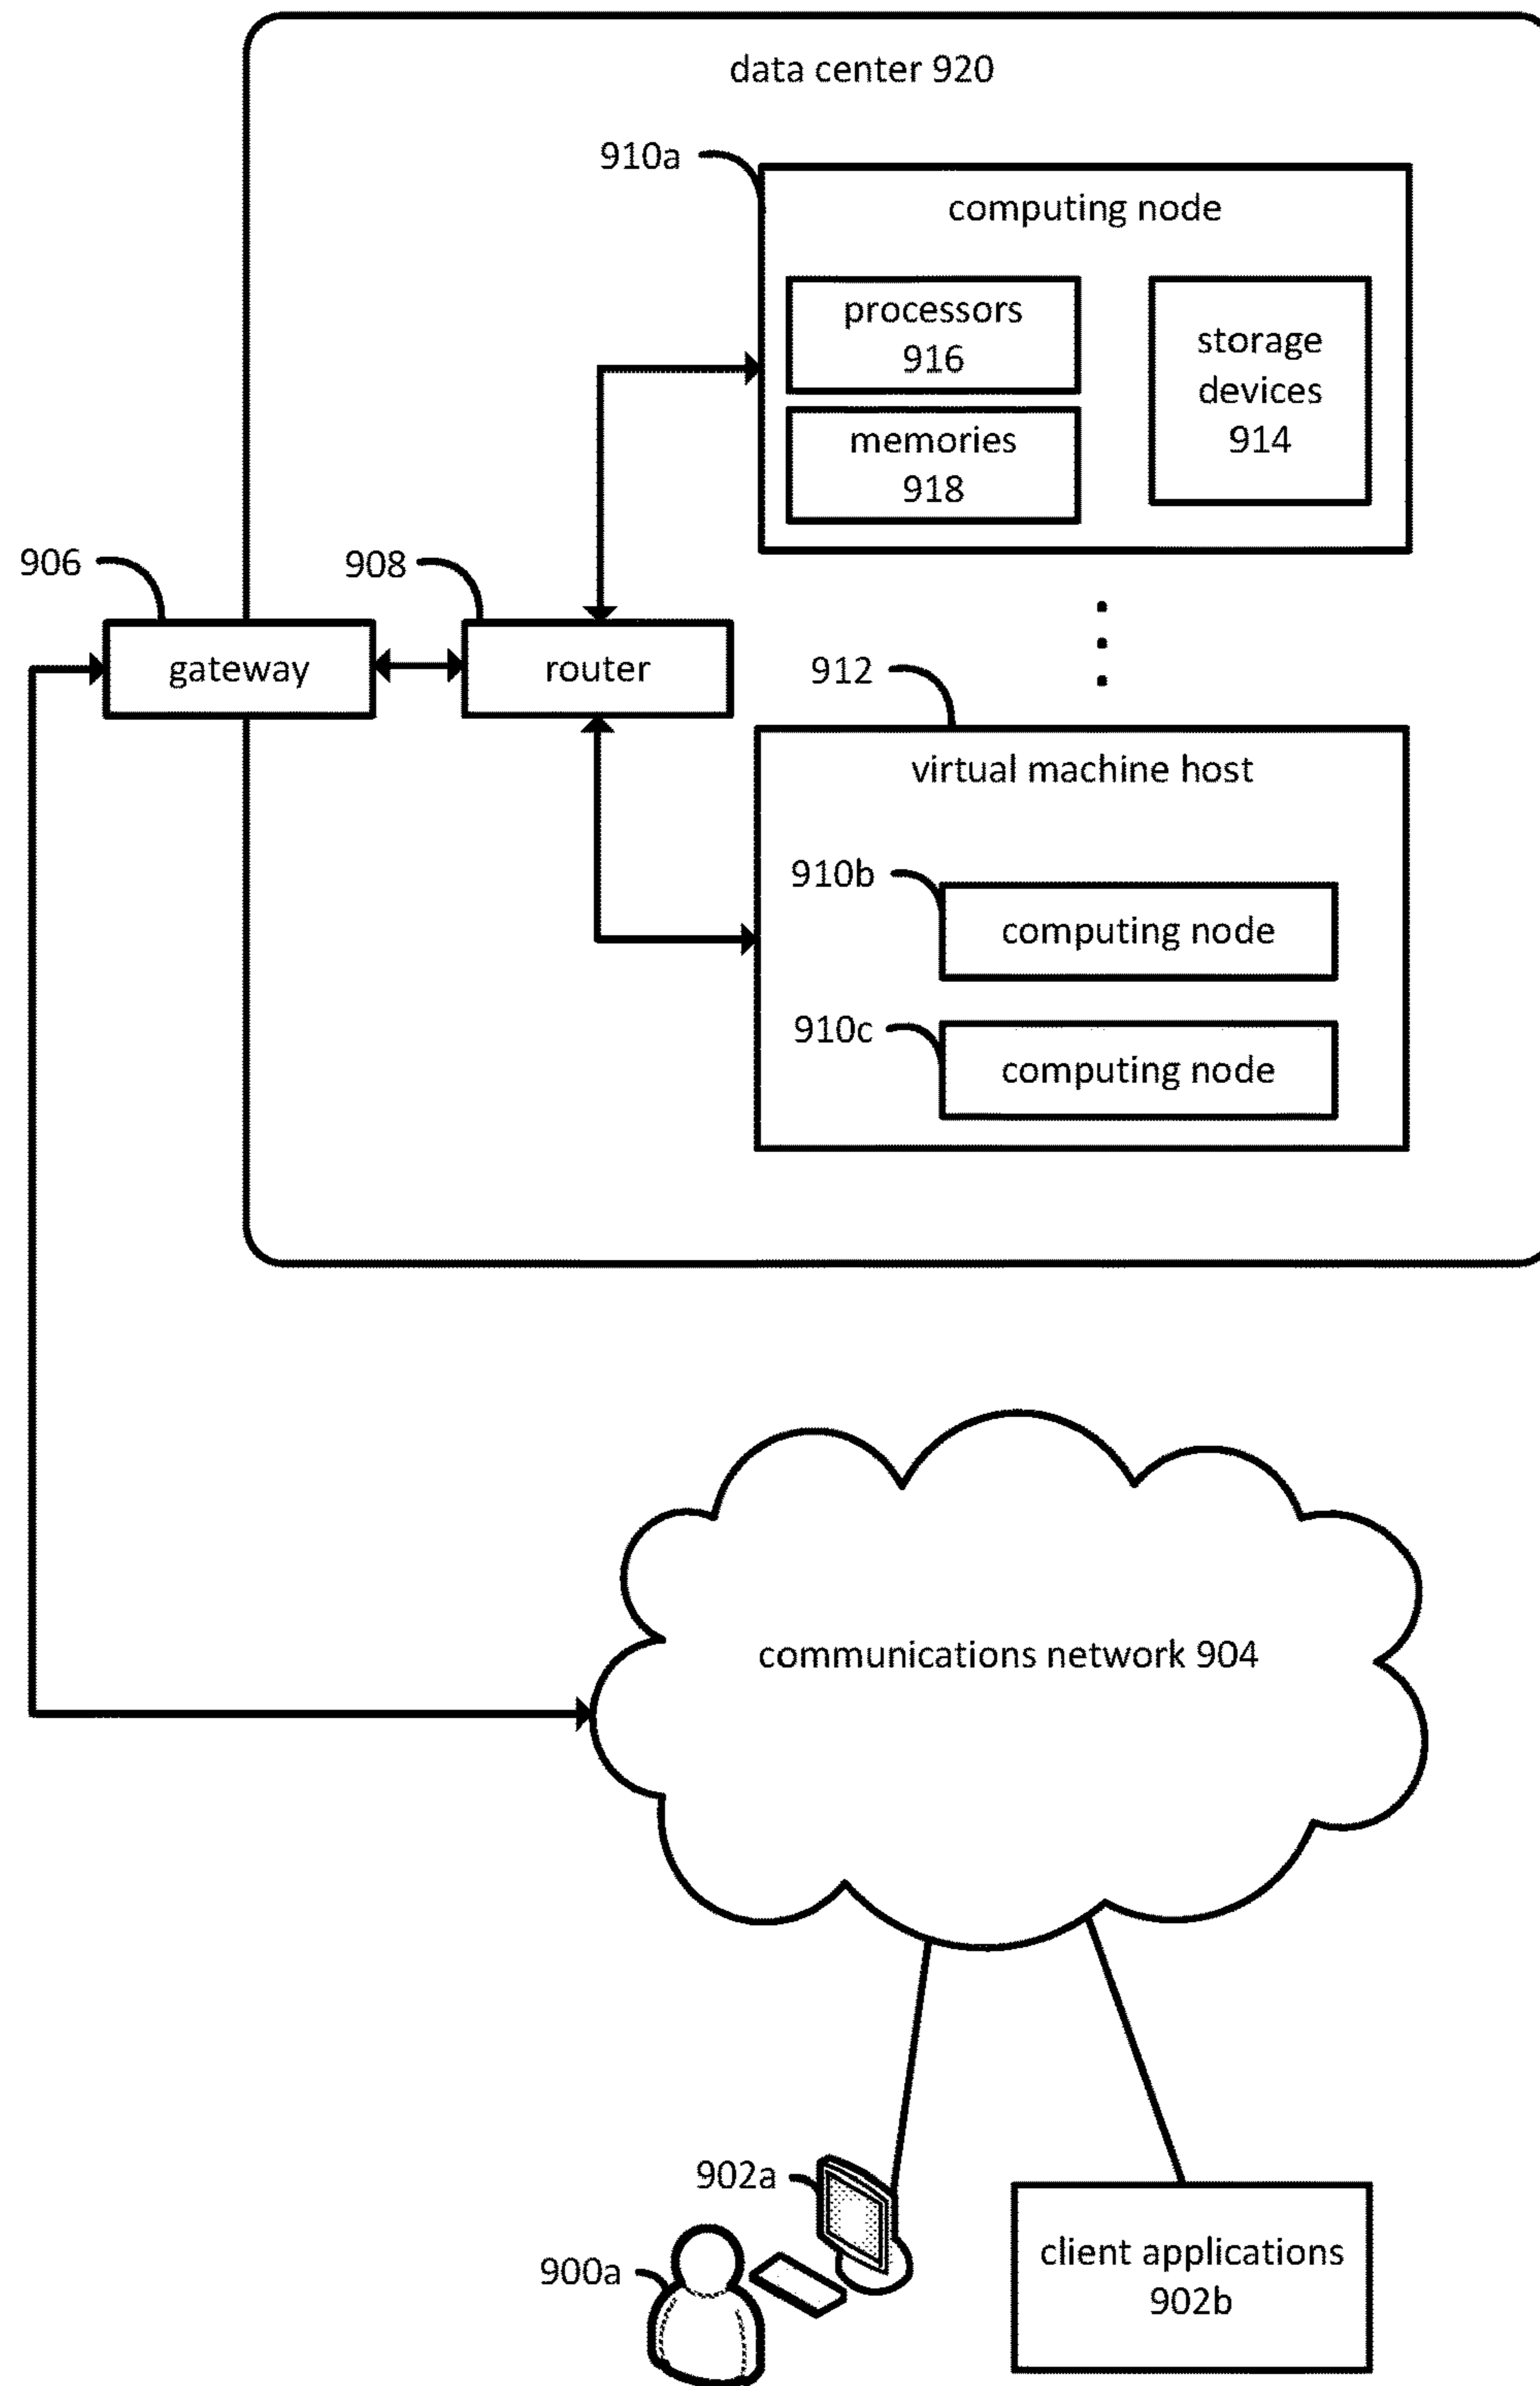 data center 920
910a
computing node
processors
916
storage
devices
914
memories
918
906
908
gateway
router
912
virtual machine host
910b
computing node
910c
computing node
communications network 904
902a
900a
client applications
902b